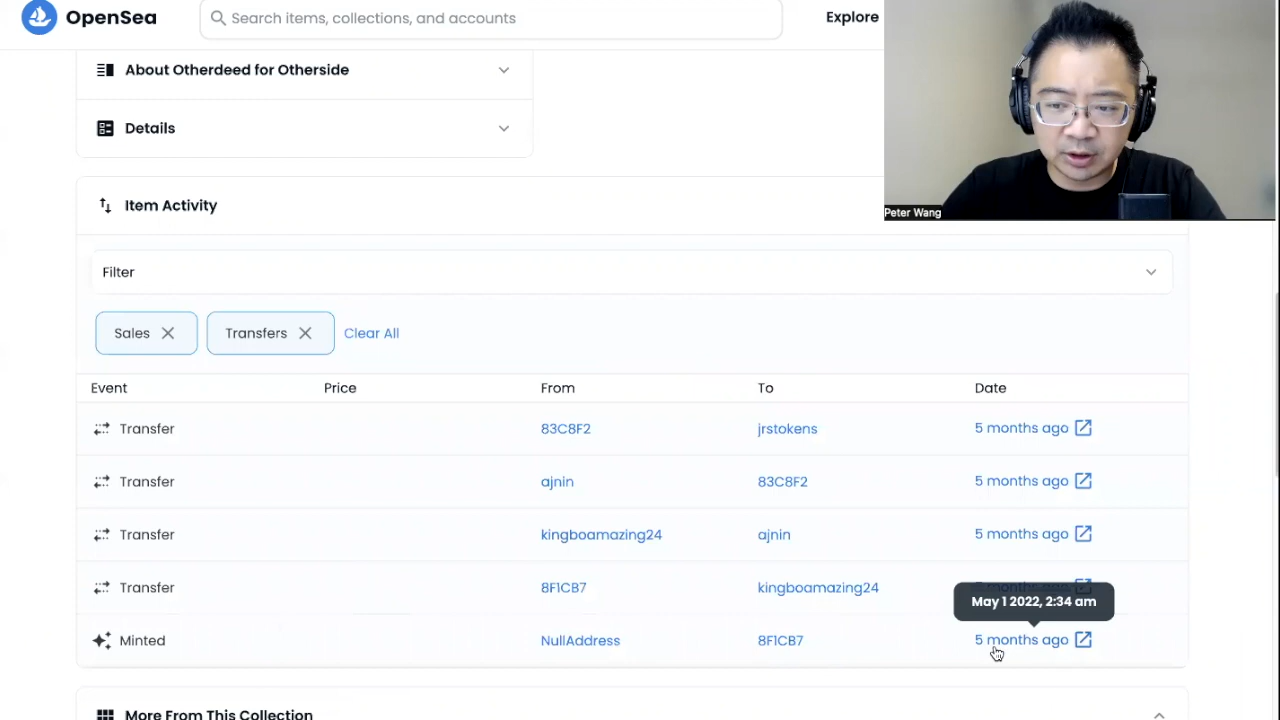 OpenSea
Search items, collections, and accounts
Explore
About Otherdeed for Otherside
Details
Peter Wang
Item Activity
Filter
Sales
Transfers
Clear All
Event Price From To Date
Transfer 83C8F2 jrstokens 5 months ago
Transfer ajnin 83C8F2 5 months ago
Transfer kingboamazing24 ajnin 5 months ago
Transfer 8F1CB7 kingboamazing24 5 months ago
May 1 2022, 2:34 am
Minted NullAddress 8F1CB7 5 months ago
More From This Collection